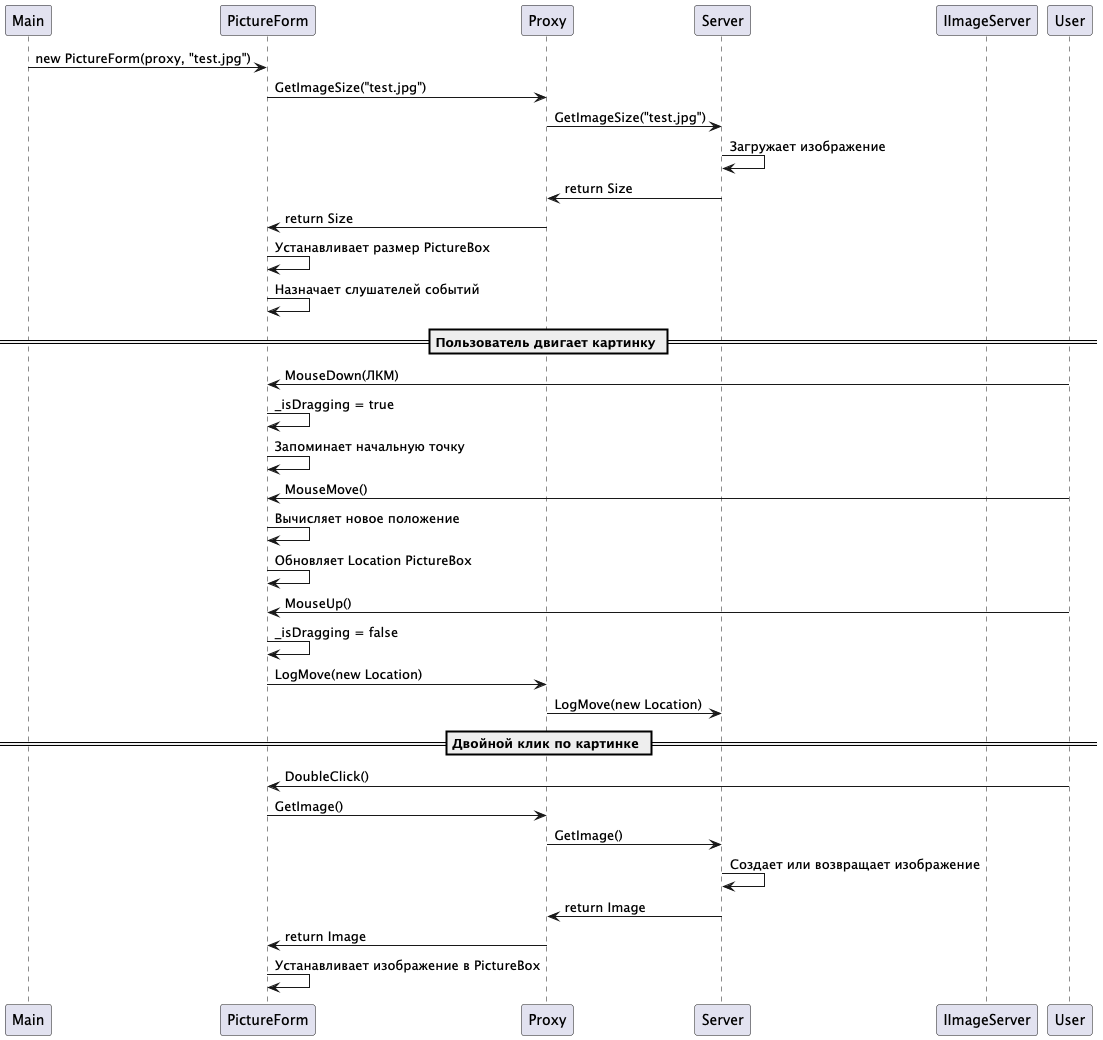 Main PictureForm Proxy Server IImageServer User
new PictureForm(proxy, "test.jpg")
GetImageSize("test.jpg")
GetImageSize("test.jpg")
Загружает изображение
return Size
return Size
Устанавливает размер PictureBox
Назначает слушателей событий
Пользователь двигает картинку
MouseDown(ЛКМ)
_isDragging = true
Запоминает начальную точку
MouseMove()
Вычисляет новое положение
Обновляет Location PictureBox
MouseUp()
_isDragging = false
LogMove(new Location)
LogMove(new Location)
Двойной клик по картинке
DoubleClick()
GetImage()
GetImage()
Создает или возвращает изображение
return Image
return Image
Устанавливает изображение в PictureBox
Main PictureForm Proxy Server IImageServer User